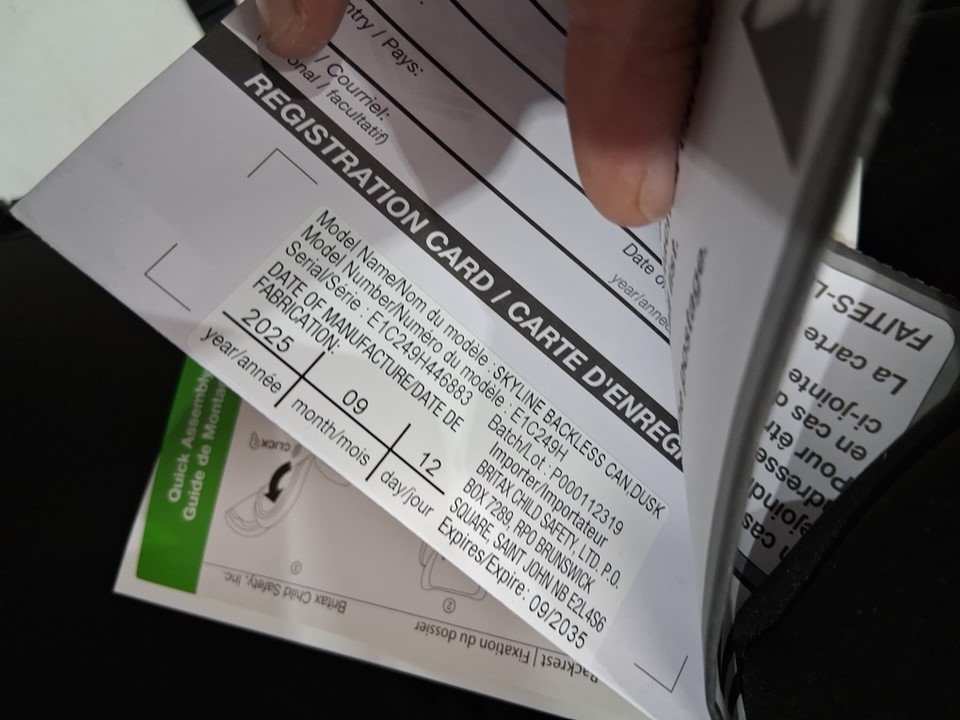 ntry / Pays:
/ Courriel:
onal / facultatif)
Date o
year/année
REGISTRATION CARD / CARTE D'ENREGI
Model Name/Nom du modèle : SKYLINE BACKLESS CAN,DUSK
Model Number/Numéro du modèle : E1C249H
Serial/Série : E1C249H446883
Batch/Lot : P000112319
DATE OF MANUFACTURE/DATE DE
FABRICATION:
2025 09 12
year/année month/mois day/jour
Importer/Importateur
BRITAX CHILD SAFETY, LTD. P.O.
BOX 7289, RPO BRUNSWICK
SQUARE, SAINT JOHN NB E2L4S6
Expires/Expire: 09/2035
Quick Assembly
Guide de Monta
CLICK
Britax Child Safety, Inc.
Backrest | Fixation du dossier
postage.
FAITES-L
La carte
ci-jointe
en cas d
Pour êtr
adresse
ejoind
n cas